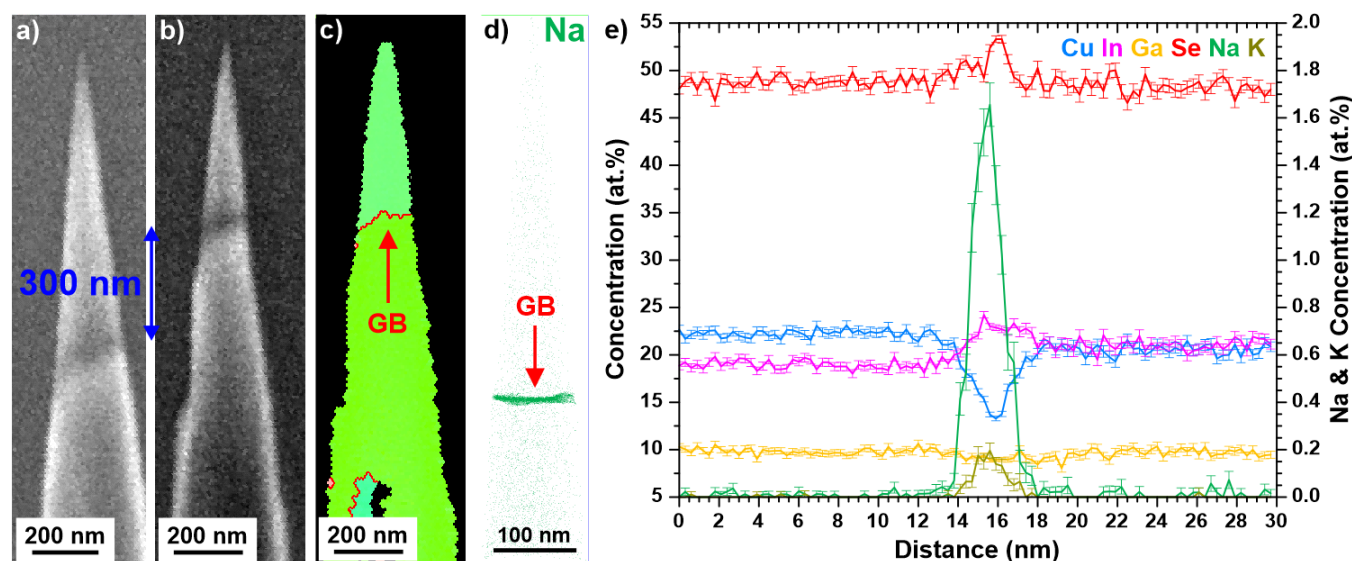 a)
b)
c)
d) Na
e)
300 nm
GB
GB
200 nm
200 nm
200 nm
100 nm
Cu In Ga Se Na K
Concentration (at.%)
55
50
45
40
35
30
25
20
15
10
5
Na & K Concentration (at.%)
2.0
1.8
1.6
1.4
1.2
1.0
0.8
0.6
0.4
0.2
0.0
0 2 4 6 8 10 12 14 16 18 20 22 24 26 28 30
Distance (nm)